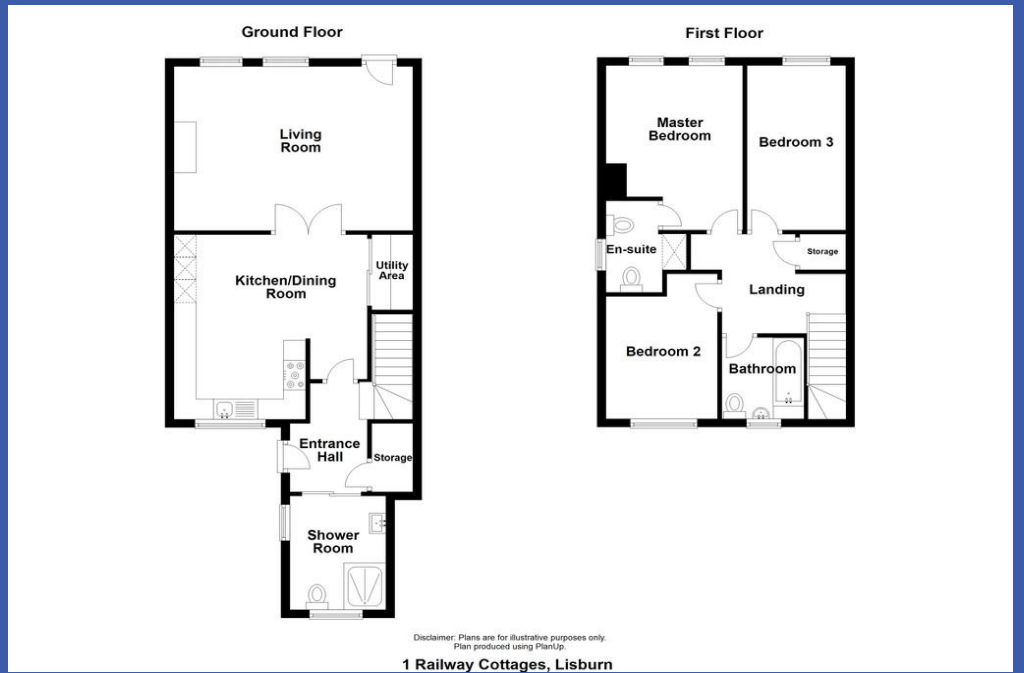 Ground Floor
Living
Room
Kitchen/Dining
Room
Utility
Area
Entrance
Hall
Storage
Shower
Room
First Floor
Master
Bedroom
Bedroom 3
En-suite
Storage
Landing
Bedroom 2
Bathroom
Disclaimer: Plans are for illustrative purposes only.
Plan produced using PlanUp.
1 Railway Cottages, Lisburn